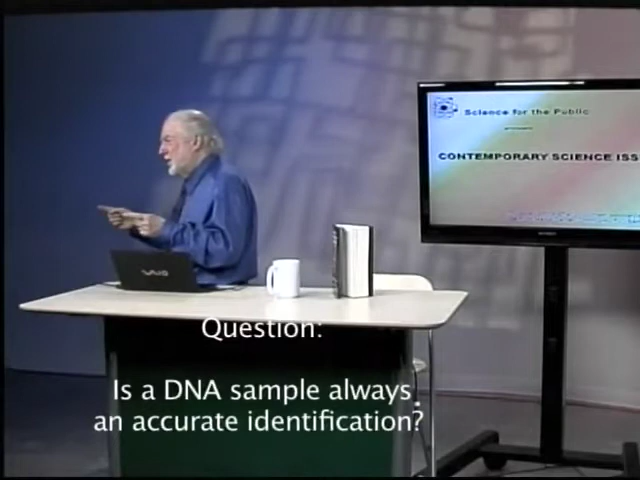 Science for the Public
CONTEMPORARY SCIENCE ISS
VAIO
Question:
Is a DNA sample always
an accurate identification?